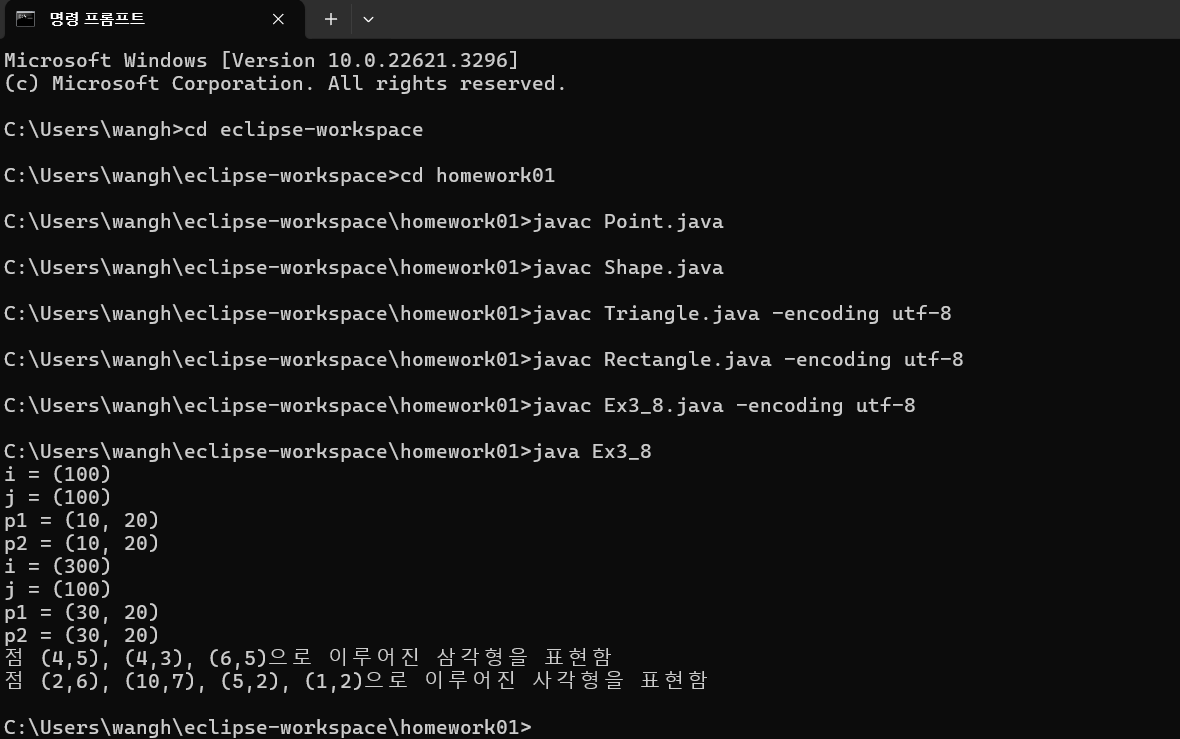 명령 프롬프트
Microsoft Windows [Version 10.0.22621.3296]
(c) Microsoft Corporation. All rights reserved.
C:\Users\wangh>cd eclipse-workspace
C:\Users\wangh\eclipse-workspace>cd homework01
C:\Users\wangh\eclipse-workspace\homework01>javac Point.java
C:\Users\wangh\eclipse-workspace\homework01>javac Shape.java
C:\Users\wangh\eclipse-workspace\homework01>javac Triangle.java -encoding utf-8
C:\Users\wangh\eclipse-workspace\homework01>javac Rectangle.java -encoding utf-8
C:\Users\wangh\eclipse-workspace\homework01>javac Ex3_8.java -encoding utf-8
C:\Users\wangh\eclipse-workspace\homework01>java Ex3_8
i = (100)
j = (100)
p1 = (10, 20)
p2 = (10, 20)
i = (300)
j = (100)
p1 = (30, 20)
p2 = (30, 20)
점 (4,5), (4,3), (6,5)으로 이루어진 삼각형을 표현함
점 (2,6), (10,7), (5,2), (1,2)으로 이루어진 사각형을 표현함
C:\Users\wangh\eclipse-workspace\homework01>